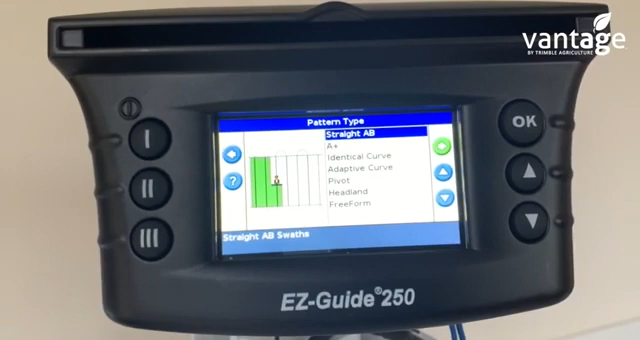 vantage
BY TRIMBLE AGRICULTURE
Pattern Type
Straight AB
A+
Identical Curve
Adaptive Curve
Pivot
Headland
FreeForm
?
Straight AB Swaths
I
II
III
OK
EZ-Guide®250